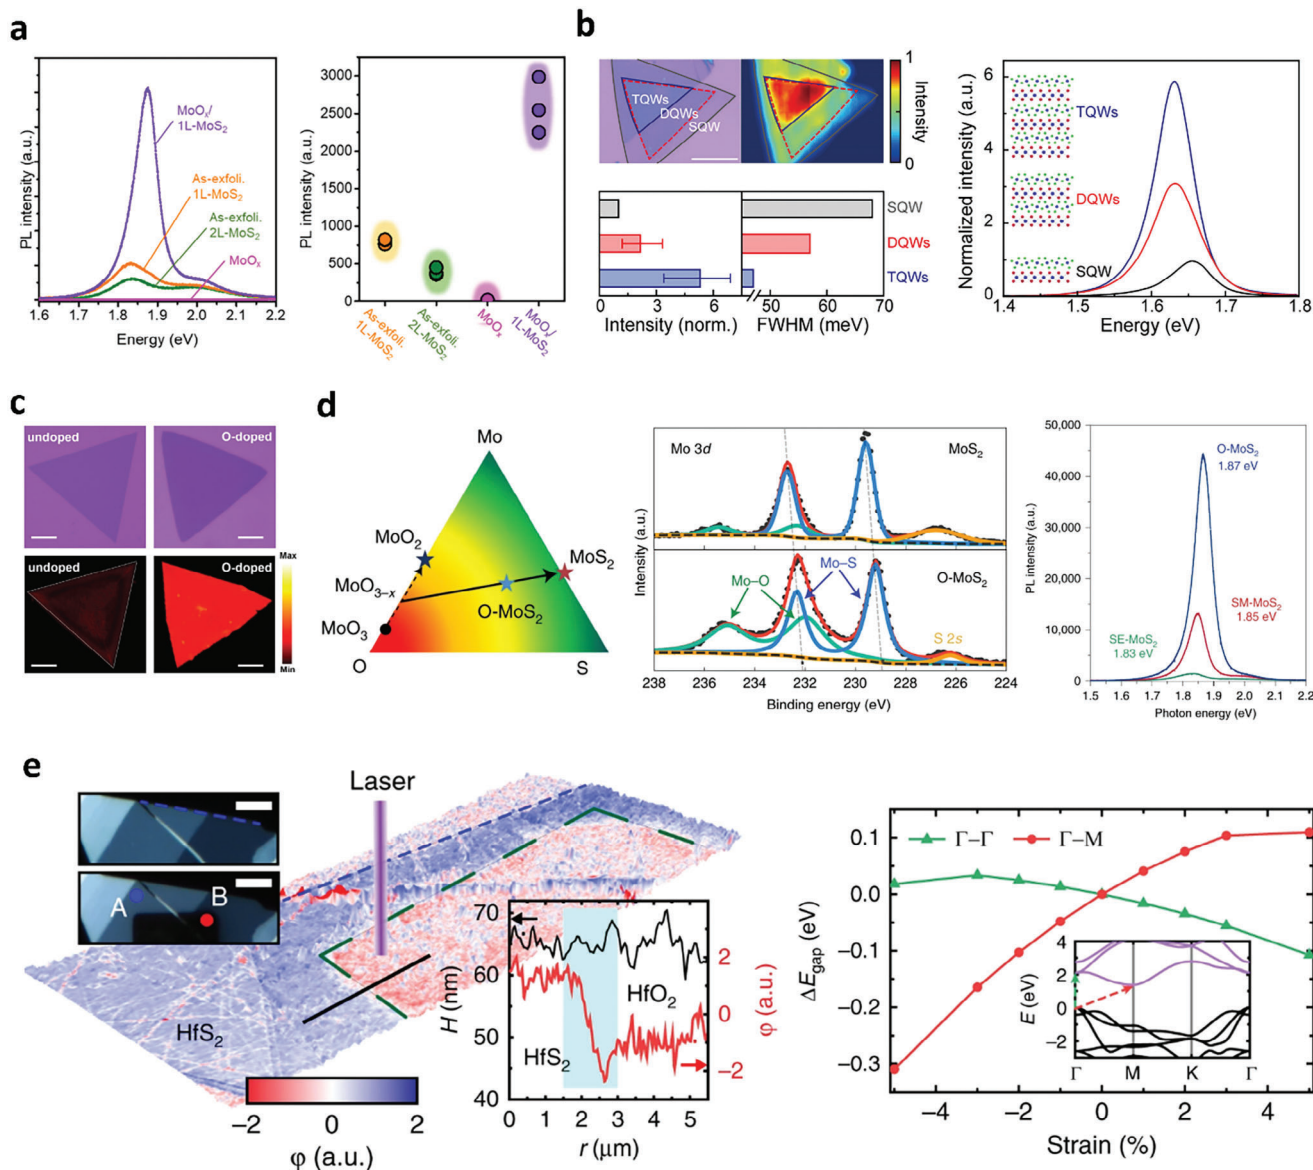 a
PL intensity (a.u.)
MoOₓ/
1L-MoS₂
As-exfoli.
1L-MoS₂
As-exfoli.
2L-MoS₂
MoOₓ
1.6 1.7 1.8 1.9 2.0 2.1 2.2
Energy (eV)
PL intensity (a.u.)
3000
2500
2000
1500
1000
750
500
250
0
As-exfoli.
1L-MoS₂
As-exfoli.
2L-MoS₂
MoOₓ
MoOₓ/
1L-MoS₂
b
TQWs
DQWs
SQW
1
Intensity
0
SQW
DQWs
TQWs
0 3 6
Intensity (norm.)
50 60 70
FWHM (meV)
Normalized intensity (a.u.)
6
4
2
0
TQWs
DQWs
SQW
1.4 1.5 1.6 1.7 1.8
Energy (eV)
c
undoped
O-doped
undoped
O-doped
Max
Min
d
Mo
MoO₂
MoS₂
MoO₃₋ₓ
O-MoS₂
MoO₃
O
S
Intensity (a.u.)
Mo 3d
MoS₂
O-MoS₂
Mo–O
Mo–S
S 2s
238 236 234 232 230 228 226 224
Binding energy (eV)
PL intensity (a.u.)
50,000
40,000
30,000
20,000
10,000
0
O-MoS₂
1.87 eV
SM-MoS₂
1.85 eV
SE-MoS₂
1.83 eV
1.5 1.6 1.7 1.8 1.9 2.0 2.1 2.2
Photon energy (eV)
e
Laser
A
B
HfS₂
−2 0 2
φ (a.u.)
H (nm)
70
60
50
40
HfO₂
HfS₂
2
0
−2
φ (a.u.)
0 1 2 3 4 5
r (μm)
ΔEgap (eV)
0.1
0.0
−0.1
−0.2
−0.3
Γ–Γ
Γ–M
E (eV)
4
2
0
−2
Γ M K Γ
−4 −2 0 2 4
Strain (%)